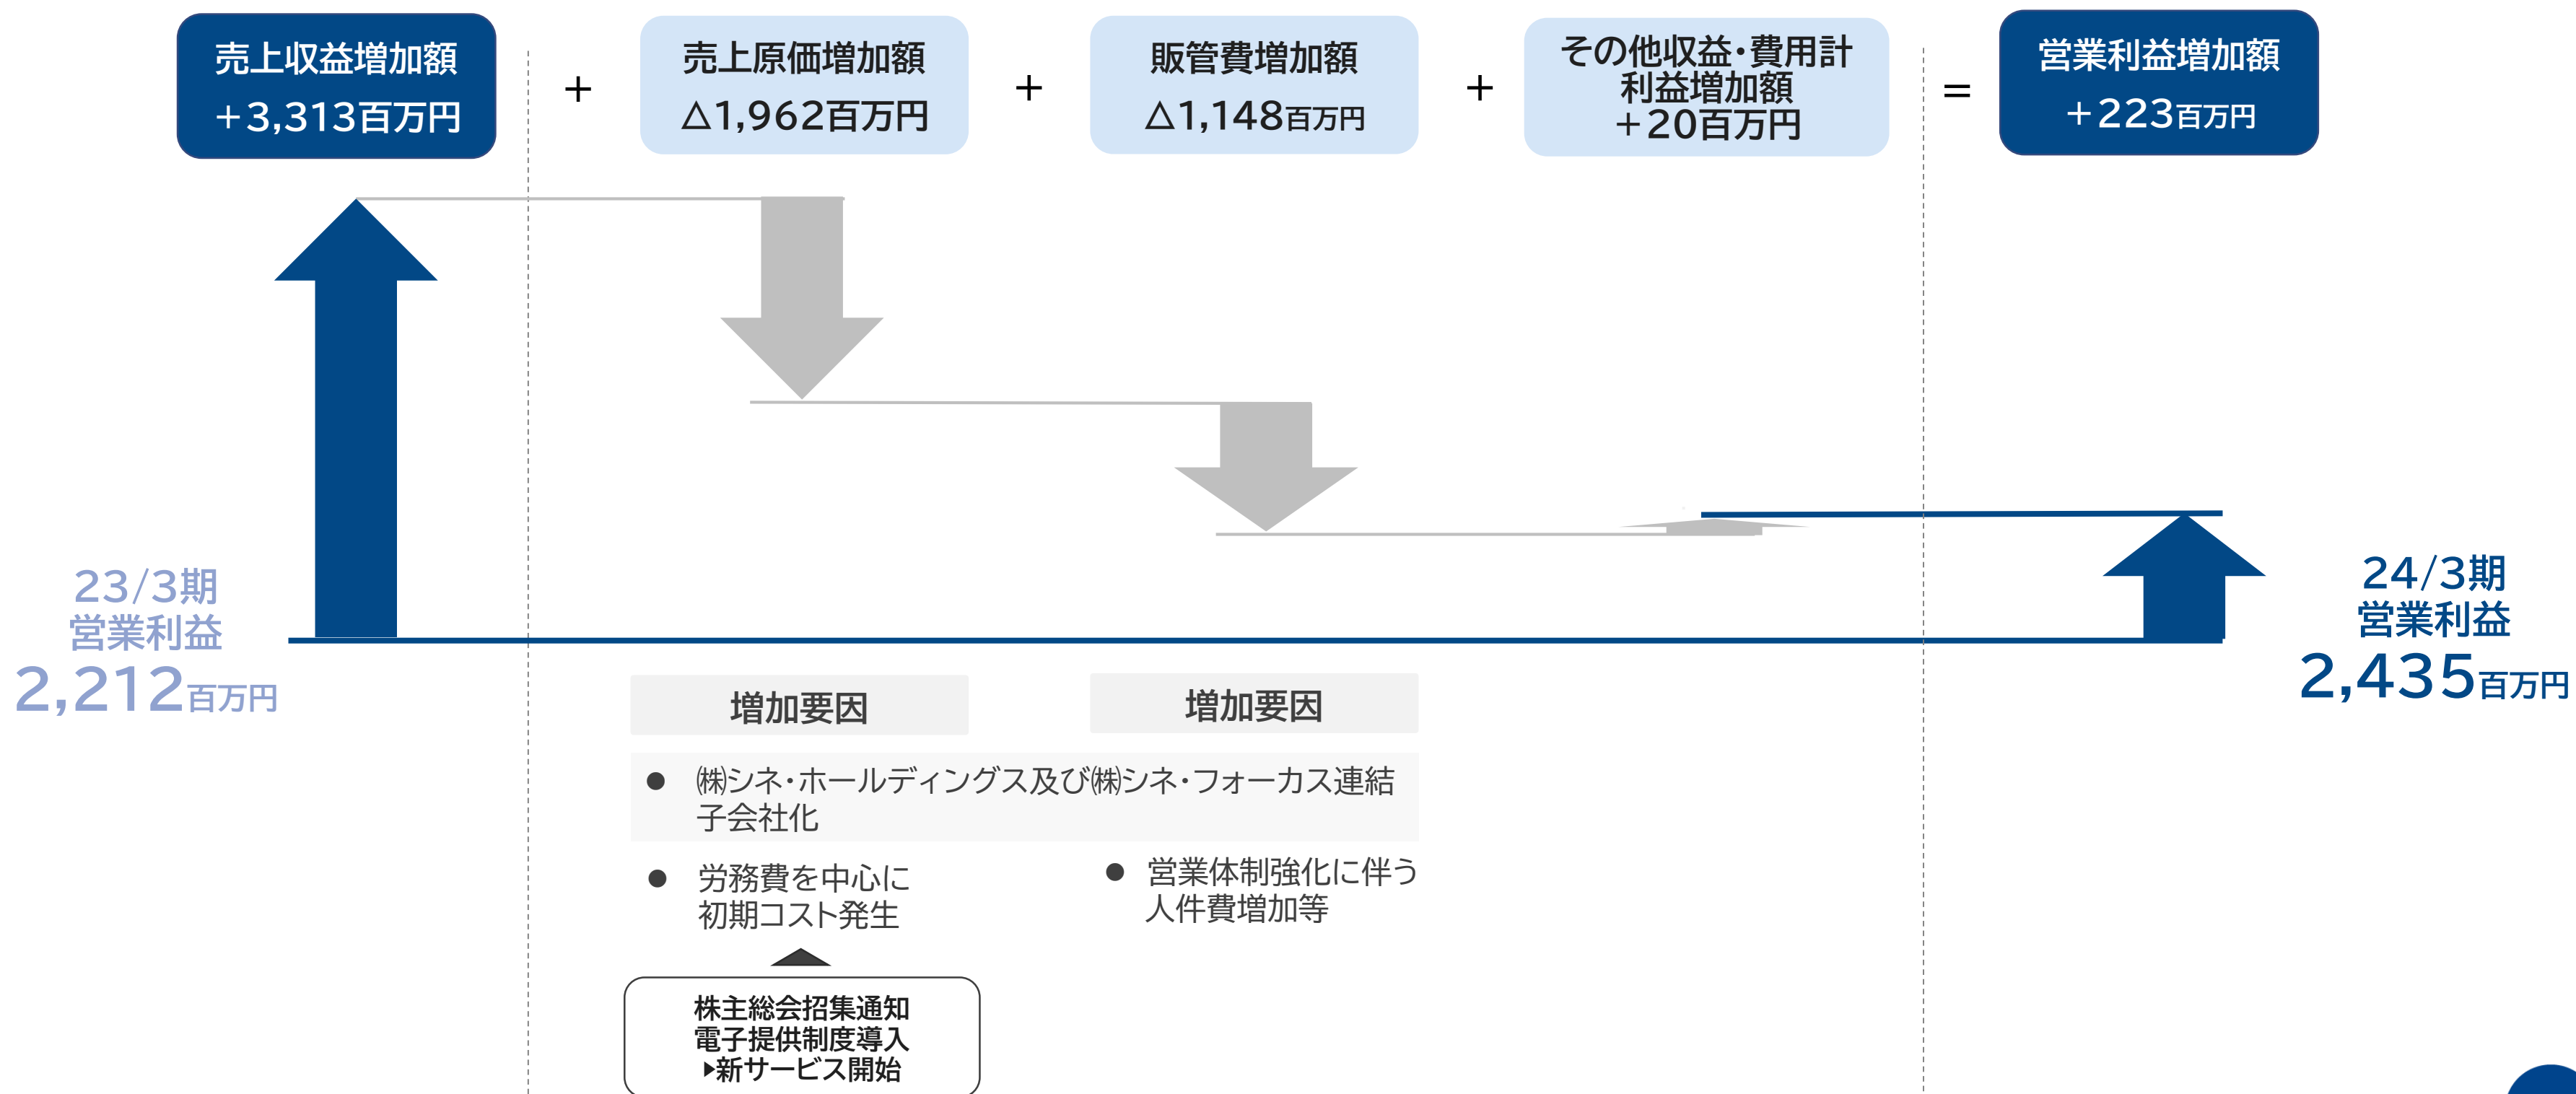 売上収益増加額
+3,313百万円
+
売上原価増加額
△1,962百万円
+
販管費増加額
△1,148百万円
+
その他収益・費用計
利益増加額
+20百万円
=
営業利益増加額
+223百万円
23/3期
営業利益
2,212百万円
24/3期
営業利益
2,435百万円
増加要因
増加要因
● ㈱シネ・ホールディングス及び㈱シネ・フォーカス連結
子会社化
● 労務費を中心に
初期コスト発生
● 営業体制強化に伴う
人件費増加等
株主総会招集通知
電子提供制度導入
▶新サービス開始